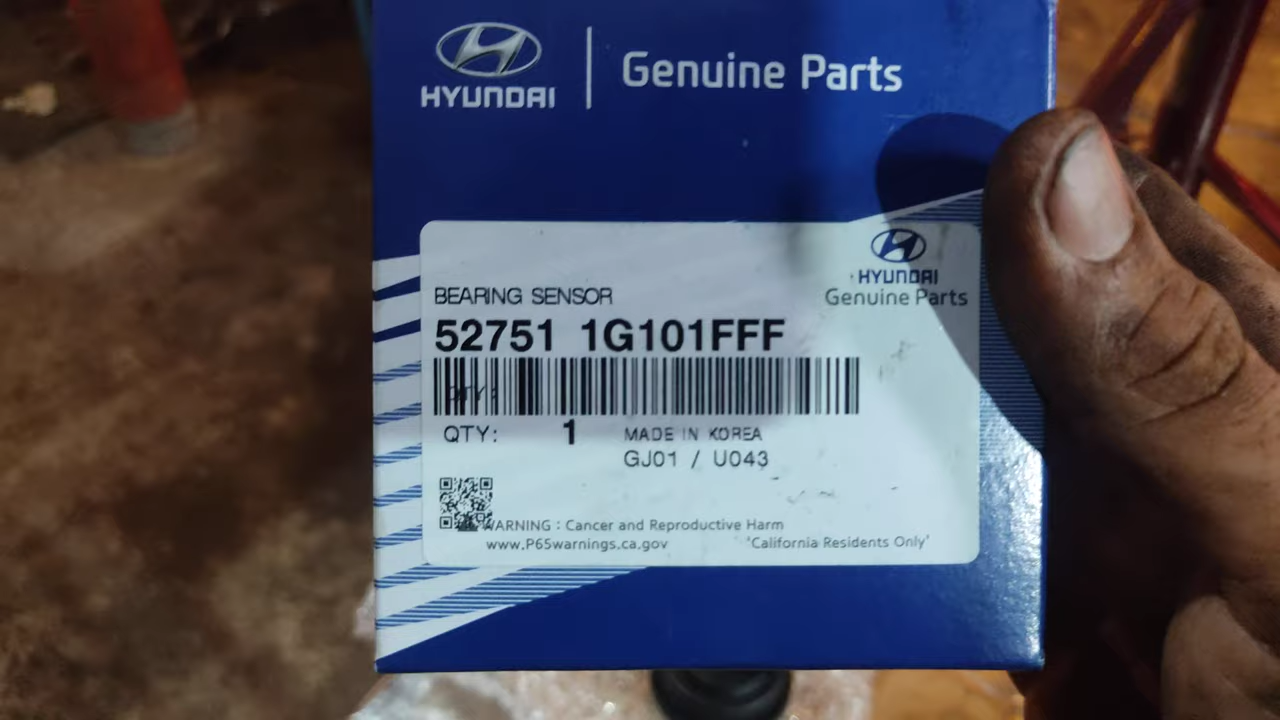 HYUNDAI
Genuine Parts
HYUNDAI
Genuine Parts
BEARING SENSOR
52751 1G101FFF
QTY:
QTY: 1 MADE IN KOREA
GJ01 / U043
WARNING : Cancer and Reproductive Harm
www.P65warnings.ca.gov 'California Residents Only'